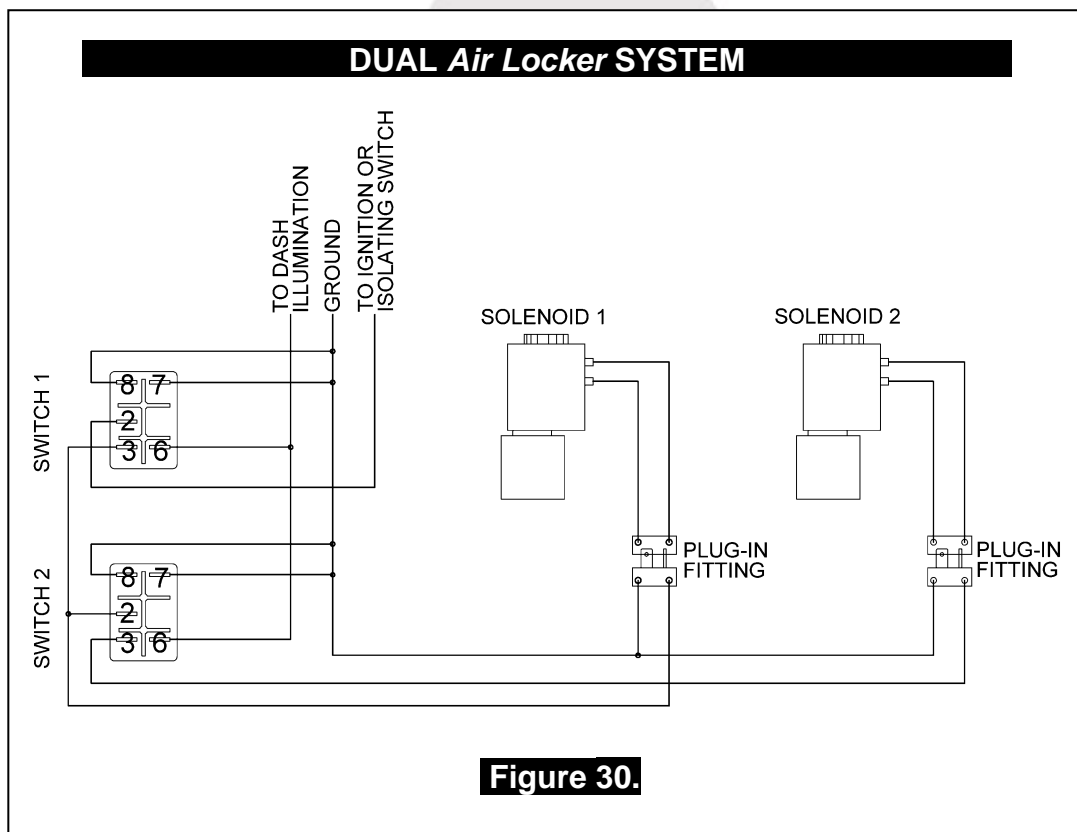 DUAL Air Locker SYSTEM
TO DASH
ILLUMINATION
GROUND
TO IGNITION OR
ISOLATING SWITCH
SOLENOID 1
SOLENOID 2
SWITCH 1
8 7
2
3 6
SWITCH 2
8 7
2
3 6
PLUG-IN
FITTING
PLUG-IN
FITTING
Figure 30.